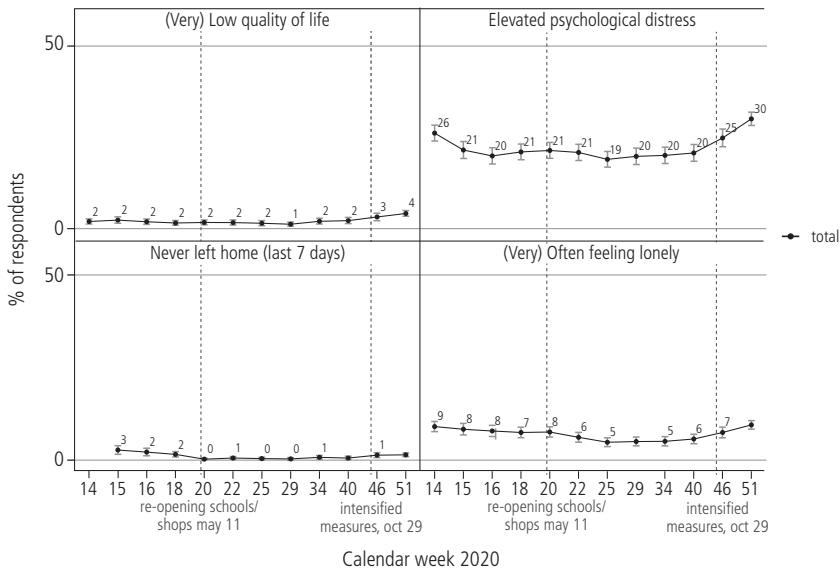 (Very) Low quality of life
Elevated psychological distress
50
0
2 2 2 2 2 2 2 1 2 2 3 4
26 21 20 21 21 21 19 20 20 20 25 30
Never left home (last 7 days)
(Very) Often feeling lonely
50
0
3 2 2 0 1 0 0 1 1
9 8 8 7 8 6 5 5 6 7
% of respondents
total
14 15 16 18 20 22 25 29 34 40 46 51
14 15 16 18 20 22 25 29 34 40 46 51
re-opening schools/
shops may 11
intensified
measures, oct 29
re-opening schools/
shops may 11
intensified
measures, oct 29
Calendar week 2020